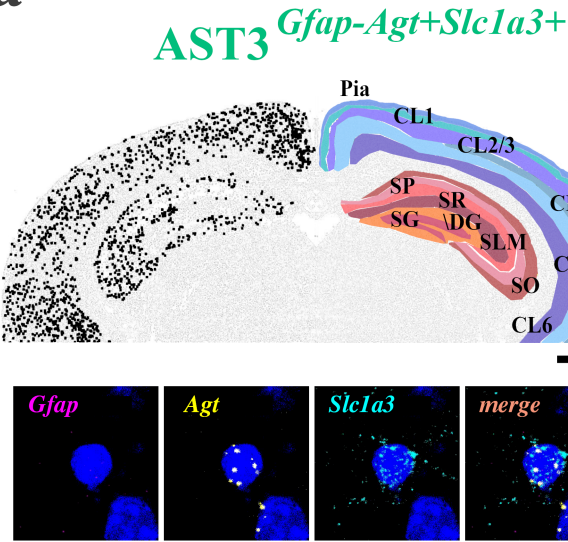 AST3 Gfap-Agt+Slc1a3+
Pia
CL1
CL2/3
SP
SR
SG
\DG
SLM
SO
CL6
Gfap
Agt
Slc1a3
merge